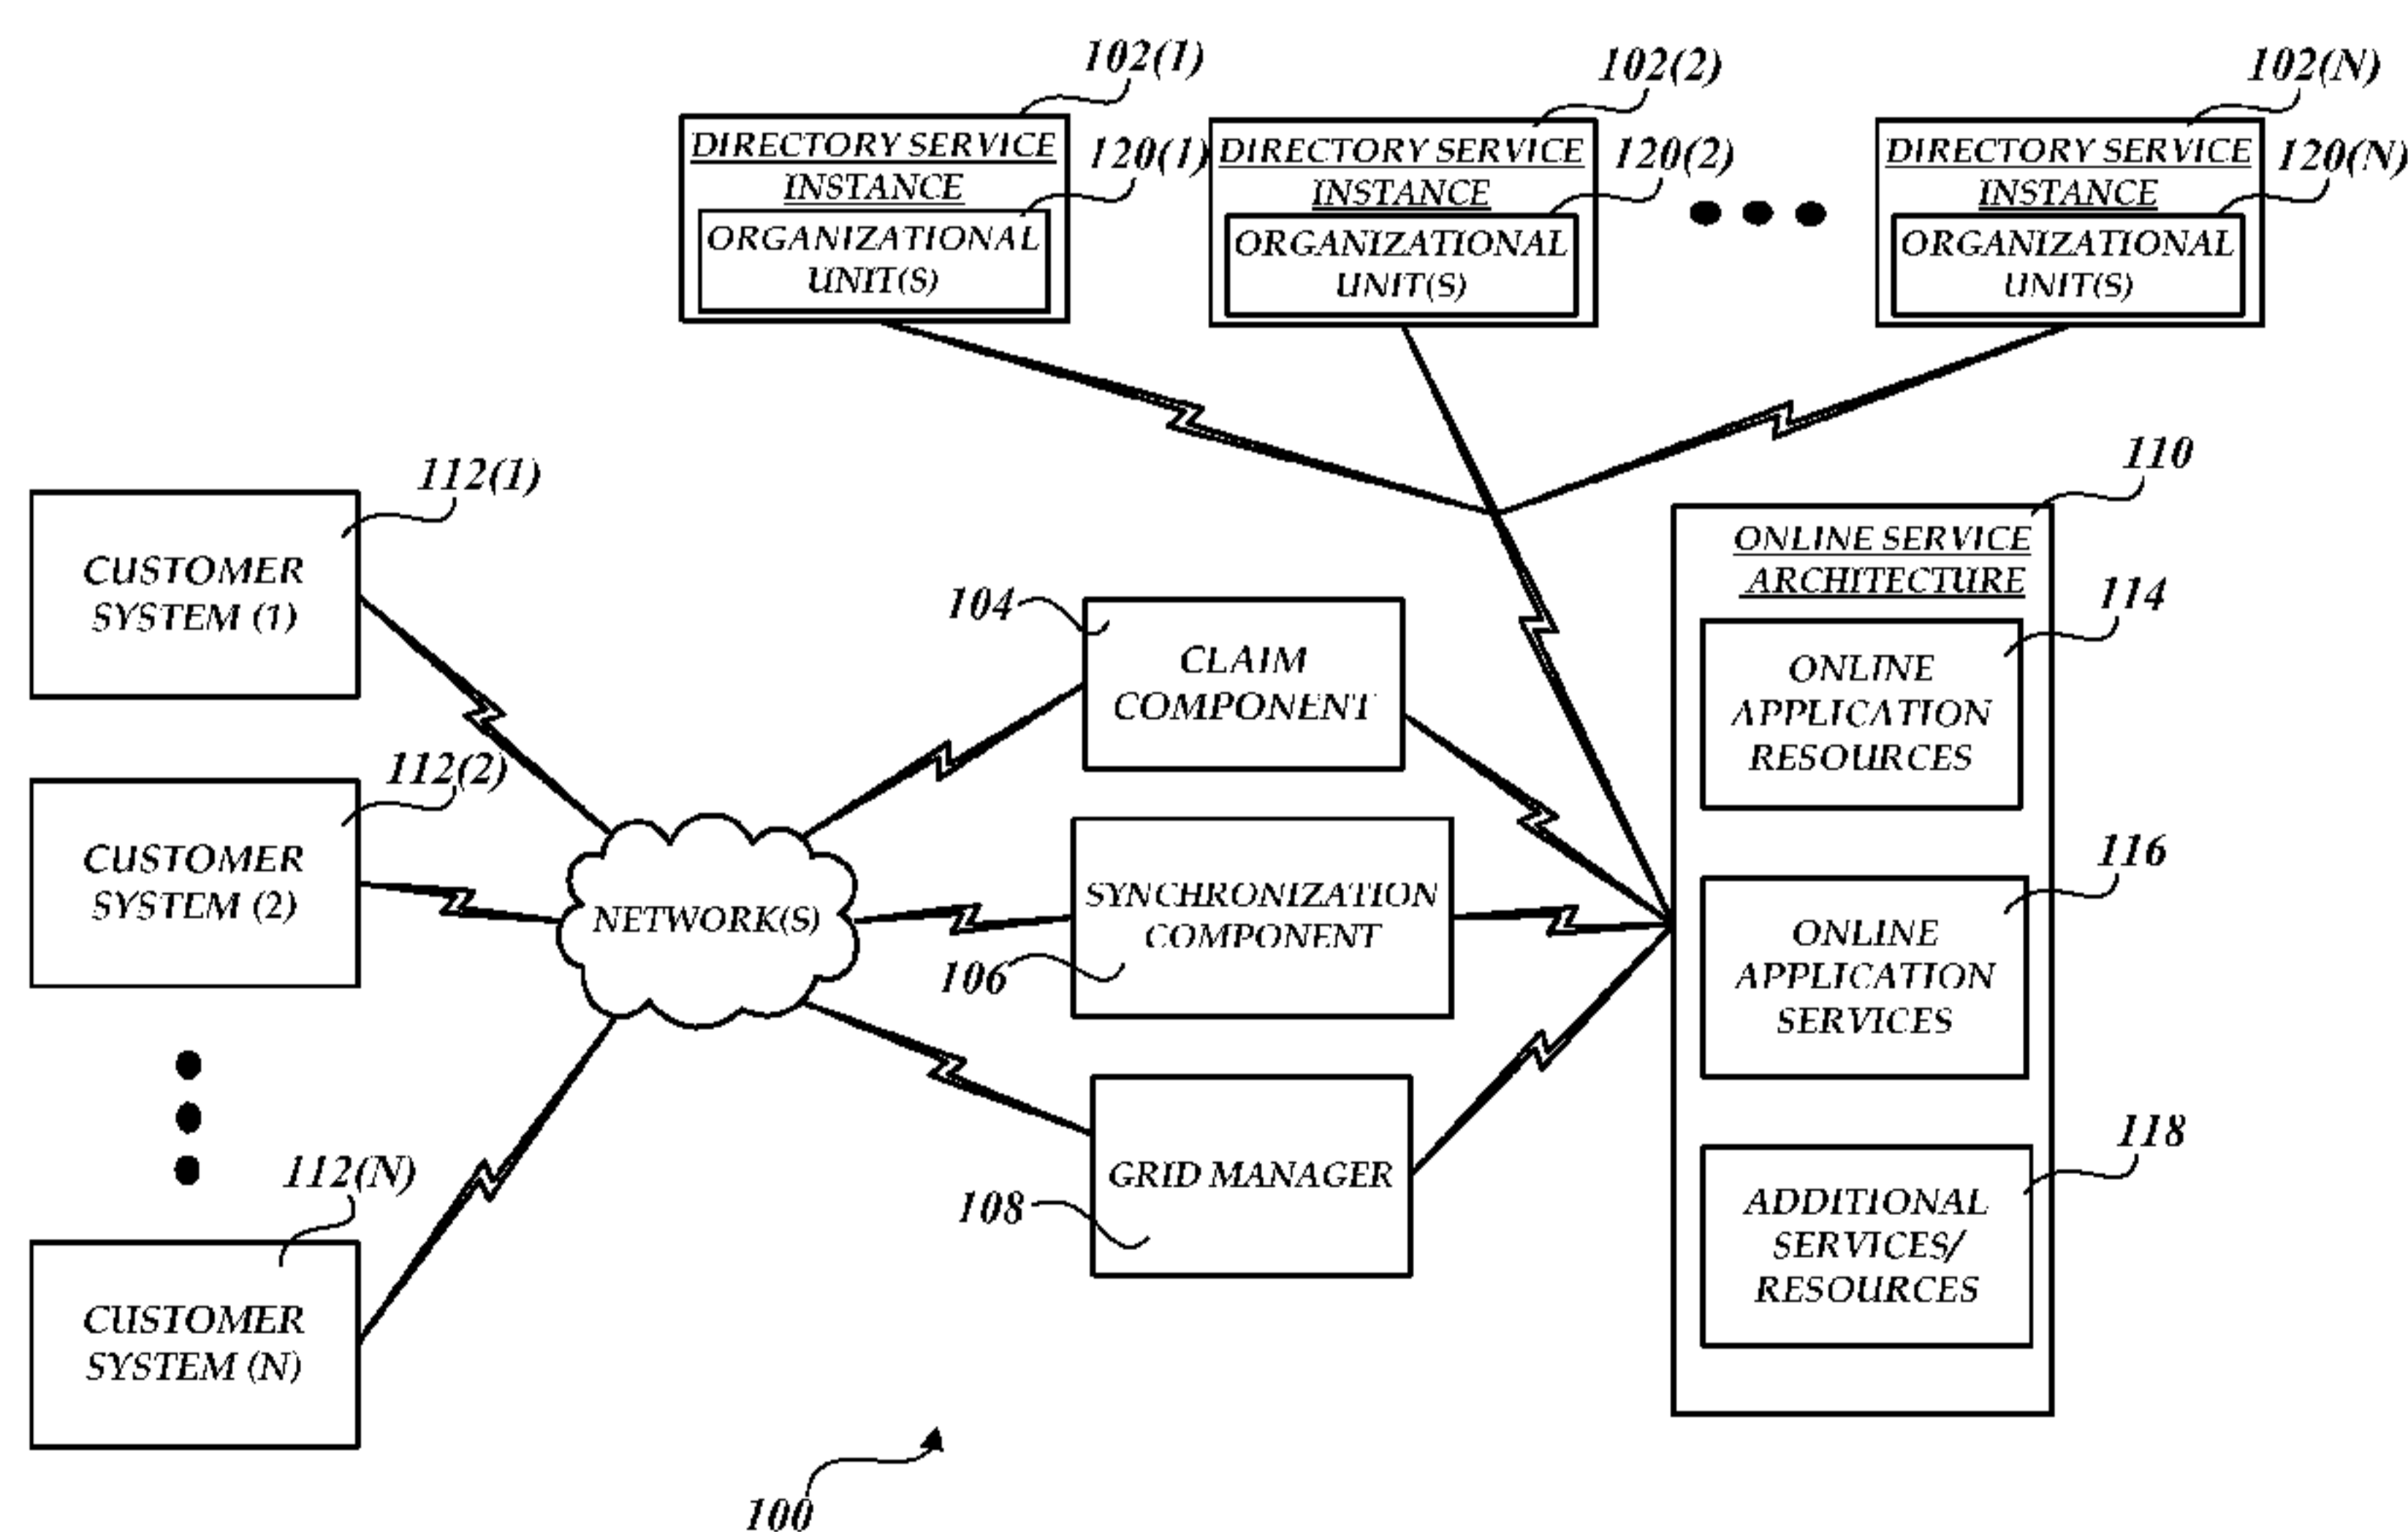 102(1)
DIRECTORY SERVICE
INSTANCE
120(1)
ORGANIZATIONAL
UNIT(S)
102(2)
DIRECTORY SERVICE
INSTANCE
120(2)
ORGANIZATIONAL
UNIT(S)
102(N)
DIRECTORY SERVICE
INSTANCE
120(N)
ORGANIZATIONAL
UNIT(S)
112(1)
CUSTOMER
SYSTEM (1)
112(2)
CUSTOMER
SYSTEM (2)
112(N)
CUSTOMER
SYSTEM (N)
NETWORK(S)
104
CLAIM
COMPONENT
SYNCHRONIZATION
COMPONENT
106
GRID MANAGER
108
110
ONLINE SERVICE
ARCHITECTURE
114
ONLINE
APPLICATION
RESOURCES
116
ONLINE
APPLICATION
SERVICES
118
ADDITIONAL
SERVICES/
RESOURCES
100